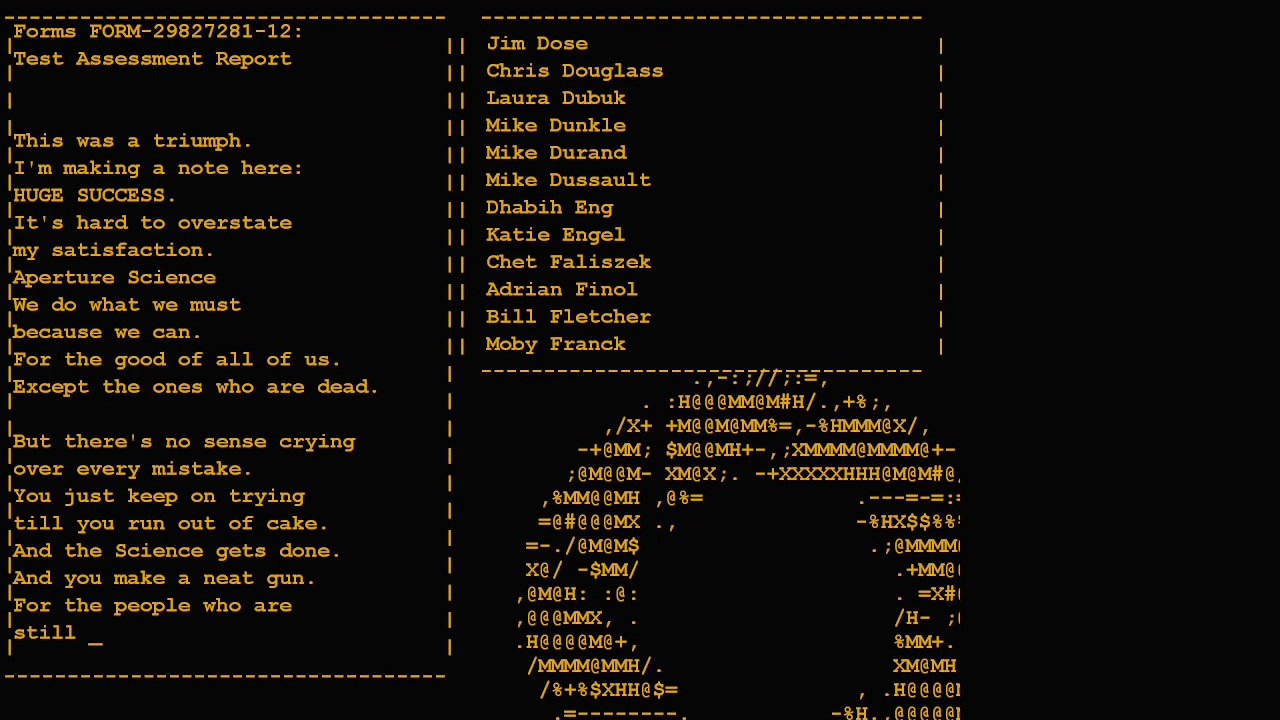 Forms FORM-29827281-12:
Test Assessment Report
This was a triumph.
I'm making a note here:
HUGE SUCCESS.
It's hard to overstate
my satisfaction.
Aperture Science
We do what we must
because we can.
For the good of all of us.
Except the ones who are dead.
But there's no sense crying
over every mistake.
You just keep on trying
till you run out of cake.
And the Science gets done.
And you make a neat gun.
For the people who are
still _
Jim Dose
Chris Douglass
Laura Dubuk
Mike Dunkle
Mike Durand
Mike Dussault
Dhabih Eng
Katie Engel
Chet Faliszek
Adrian Finol
Bill Fletcher
Moby Franck